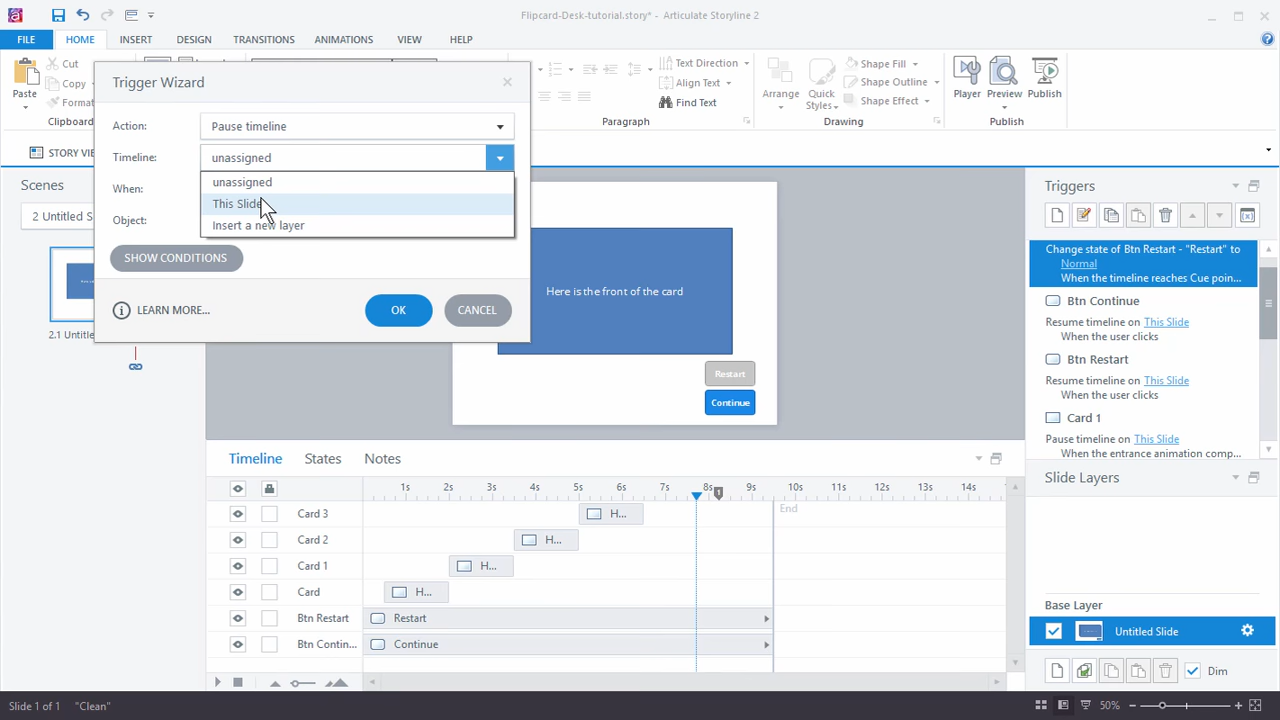 Flipcard-Desk-tutorial.story* - Articulate Storyline 2
FILE
HOME
INSERT
DESIGN
TRANSITIONS
ANIMATIONS
VIEW
HELP
Paste
Cut
Copy
Clipboard
Text Direction
Align Text
Find Text
Paragraph
Arrange
Quick Styles
Shape Fill
Shape Outline
Shape Effect
Drawing
Player
Preview
Publish
Publish
Trigger Wizard
Action:
Pause timeline
Timeline:
unassigned
unassigned
When:
This Slide
Object:
Insert a new layer
SHOW CONDITIONS
LEARN MORE...
OK
CANCEL
Scenes
2 Untitled S
Here is the front of the card
Restart
Continue
Triggers
Change state of Btn Restart - "Restart" to
Normal
When the timeline reaches Cue poin...
Btn Continue
Resume timeline on This Slide
When the user clicks
Btn Restart
Resume timeline on This Slide
When the user clicks
Card 1
Pause timeline on This Slide
When the entrance animation comp...
Timeline
States
Notes
1s 2s 3s 4s 5s 6s 7s 8s 9s 10s 11s 12s 13s 14s
1
End
Card 3
H...
Card 2
H...
Card 1
H...
Card
H...
Btn Restart
Restart
Btn Contin...
Continue
Slide Layers
Base Layer
Untitled Slide
Dim
Slide 1 of 1
"Clean"
50%